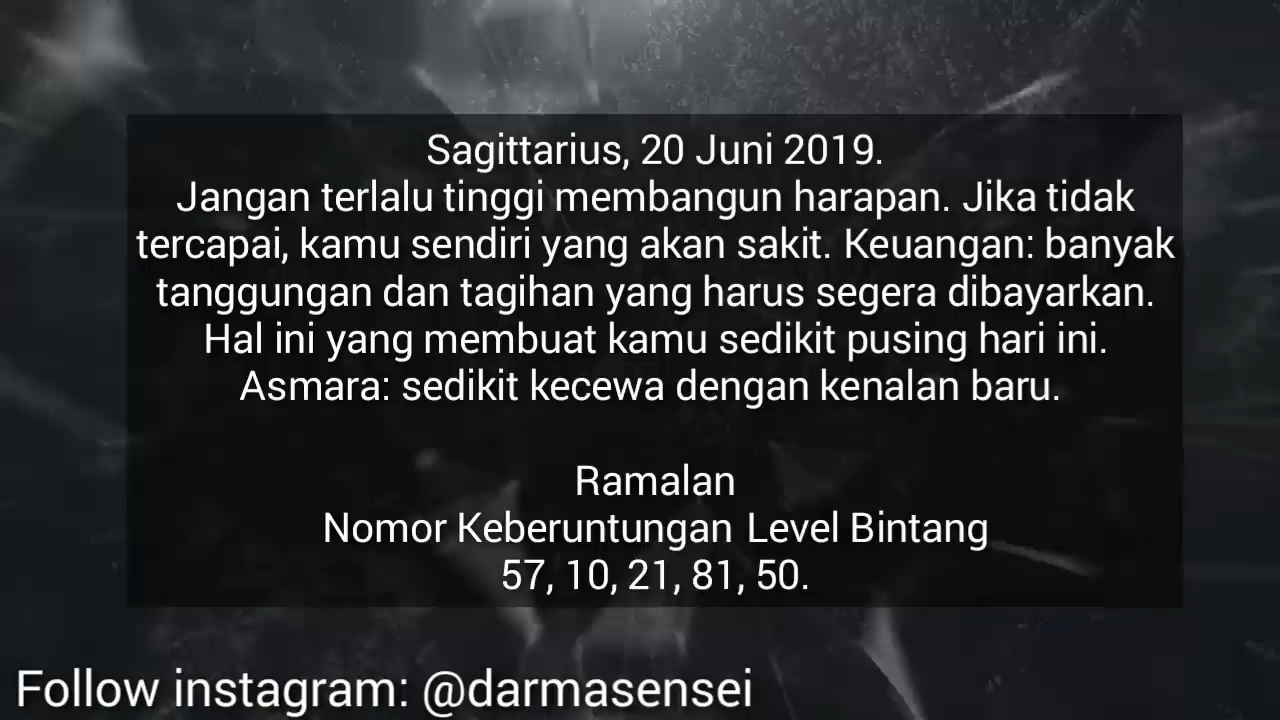 Sagittarius, 20 Juni 2019.
Jangan terlalu tinggi membangun harapan. Jika tidak
tercapai, kamu sendiri yang akan sakit. Keuangan: banyak
tanggungan dan tagihan yang harus segera dibayarkan.
Hal ini yang membuat kamu sedikit pusing hari ini.
Asmara: sedikit kecewa dengan kenalan baru.
Ramalan
Nomor Keberuntungan Level Bintang
57, 10, 21, 81, 50.
Follow instagram: @darmasensei